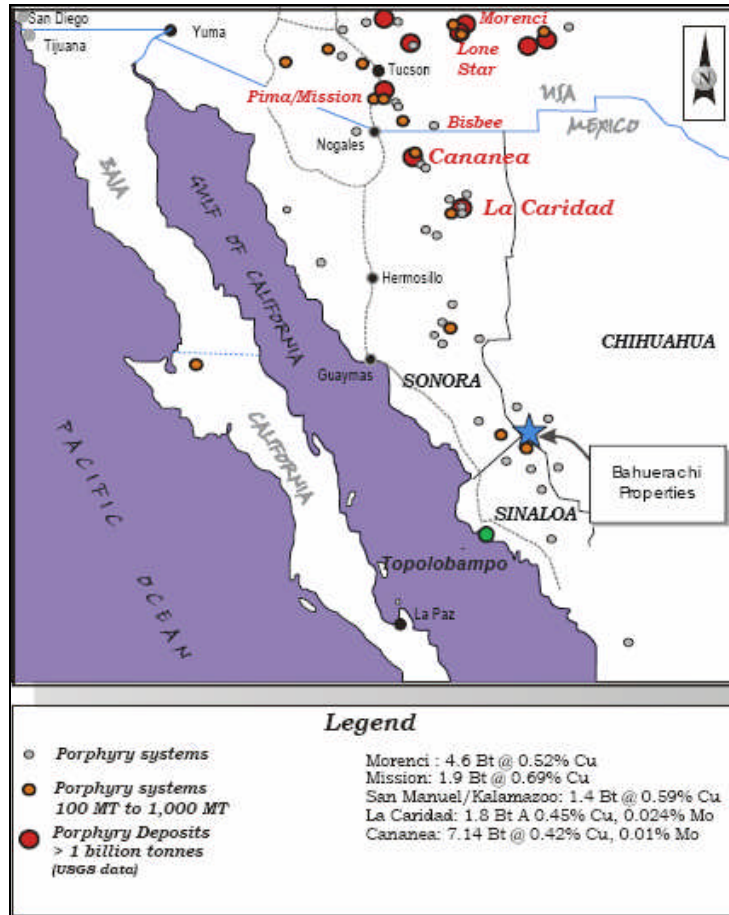 San Diego
Tijuana
Yuma
Morenci
Lone
Star
Tucson
Pima/Mission
N
USA
MEXICO
Bisbee
Nogales
Cananea
BAJA
GULF OF CALIFORNIA
La Caridad
Hermosillo
CHIHUAHUA
Guaymas
SONORA
CALIFORNIA
PACIFIC OCEAN
Bahuerachi
Properties
SINALOA
Topolobampo
La Paz
Legend
Porphyry systems
Porphyry systems
100 MT to 1,000 MT
Porphyry Deposits
> 1 billion tonnes
(USGS data)
Morenci : 4.6 Bt @ 0.52% Cu
Mission: 1.9 Bt @ 0.69% Cu
San Manuel/Kalamazoo: 1.4 Bt @ 0.59% Cu
La Caridad: 1.8 Bt A 0.45% Cu, 0.024% Mo
Cananea: 7.14 Bt @ 0.42% Cu, 0.01% Mo